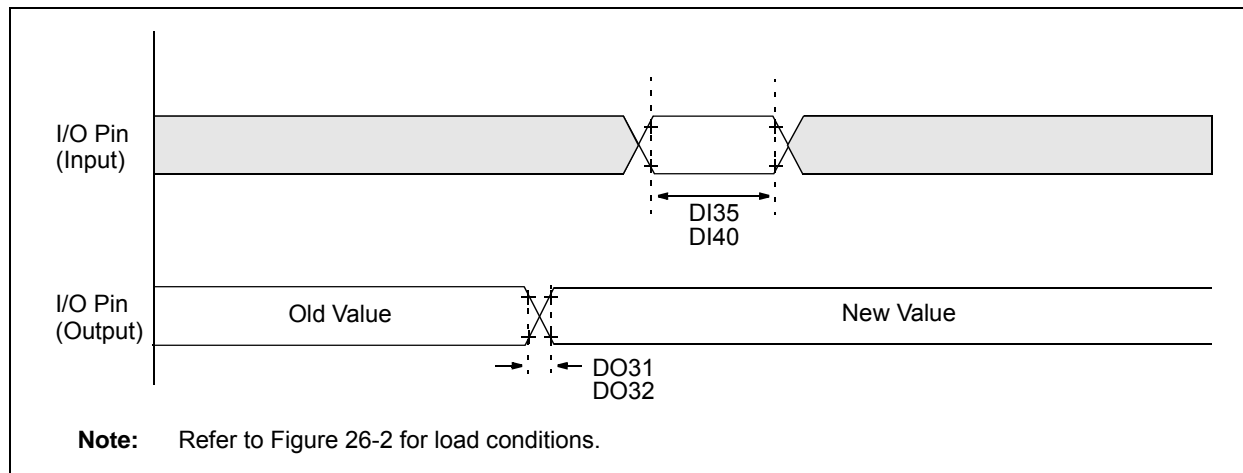 I/O Pin
(Input)
DI35
DI40
I/O Pin
(Output)
Old Value
New Value
DO31
DO32
Note: Refer to Figure 26-2 for load conditions.